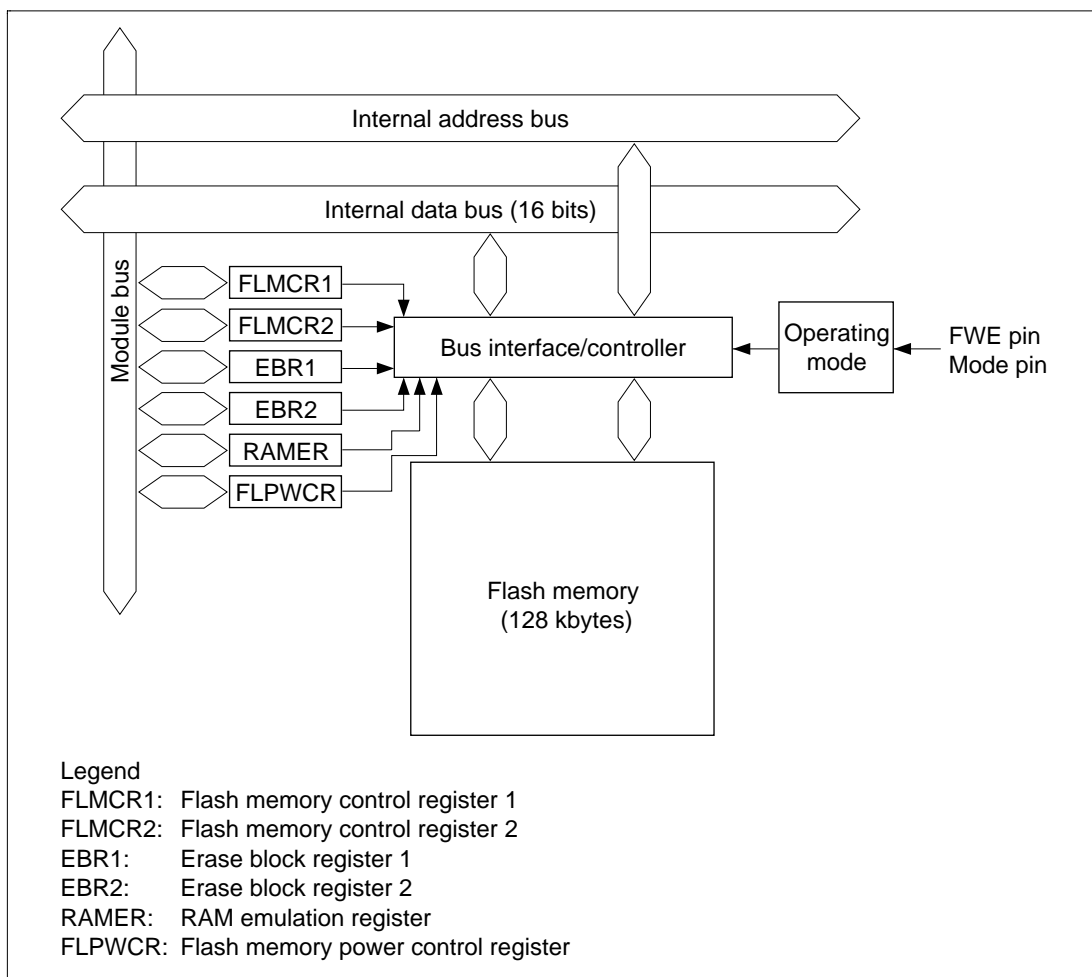 Internal address bus
Internal data bus (16 bits)
Module bus
FLMCR1
FLMCR2
EBR1
EBR2
RAMER
FLPWCR
Bus interface/controller
Operating
mode
FWE pin
Mode pin
Flash memory
(128 kbytes)
Legend
FLMCR1: Flash memory control register 1
FLMCR2: Flash memory control register 2
EBR1: Erase block register 1
EBR2: Erase block register 2
RAMER: RAM emulation register
FLPWCR: Flash memory power control register